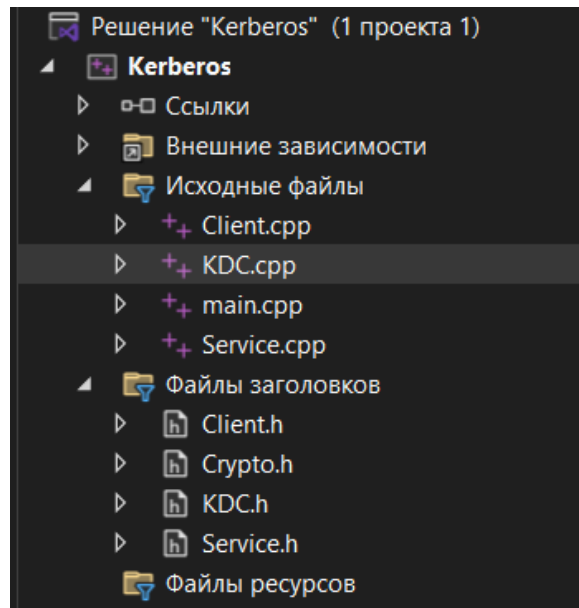 Решение "Kerberos" (1 проекта 1)
Kerberos
Ссылки
Внешние зависимости
Исходные файлы
Client.cpp
KDC.cpp
main.cpp
Service.cpp
Файлы заголовков
Client.h
Crypto.h
KDC.h
Service.h
Файлы ресурсов